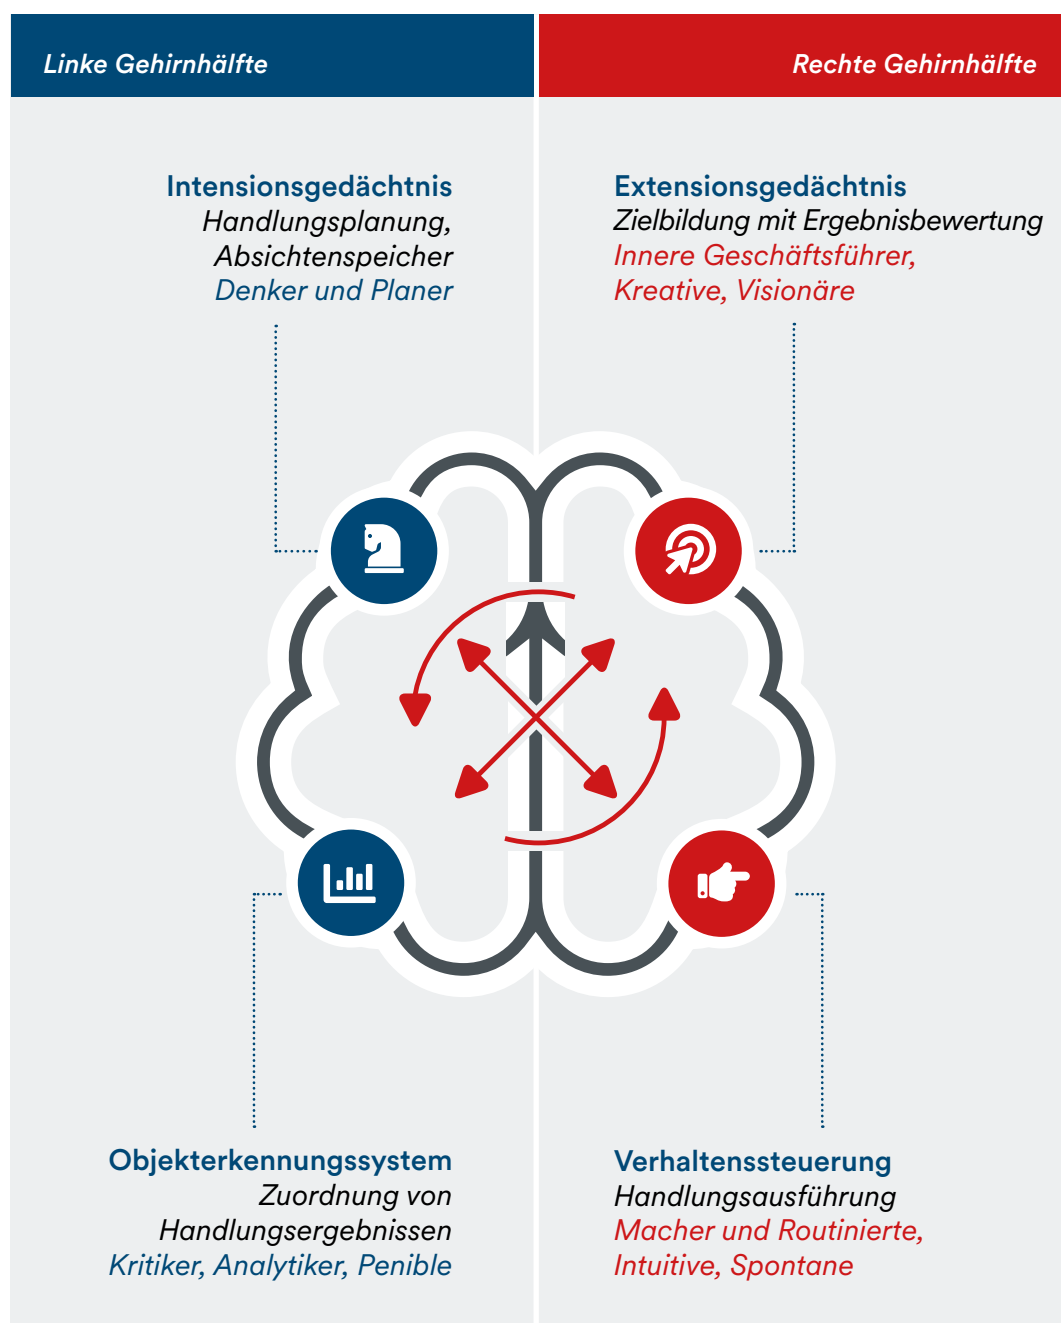 Linke Gehirnhälfte
Rechte Gehirnhälfte
Intensionsgedächtnis
Handlungsplanung,
Absichtenspeicher
Denker und Planer
Extensionsgedächtnis
Zielbildung mit Ergebnisbewertung
Innere Geschäftsführer,
Kreative, Visionäre
Objekterkennungssystem
Zuordnung von
Handlungsergebnissen
Kritiker, Analytiker, Penible
Verhaltenssteuerung
Handlungsausführung
Macher und Routinierte,
Intuitive, Spontane